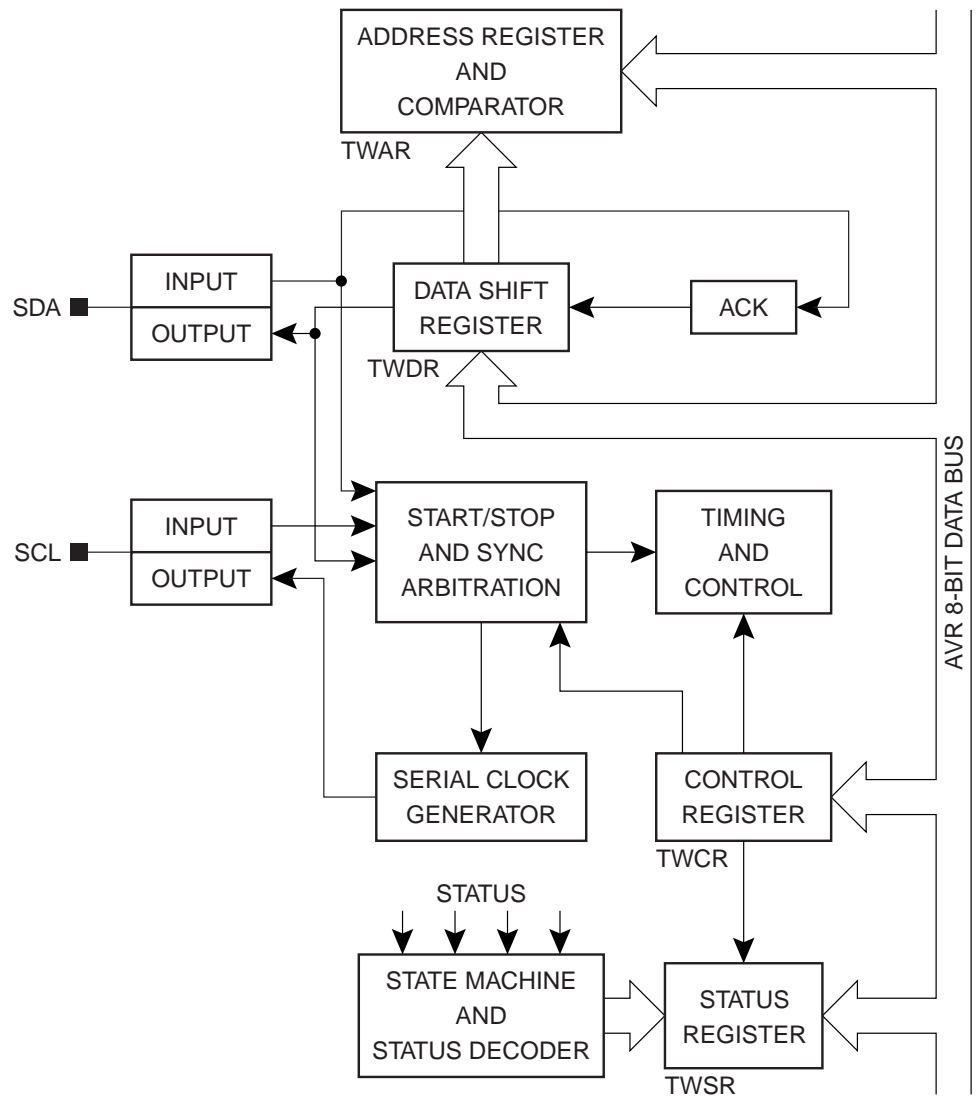 ADDRESS REGISTER
AND
COMPARATOR
TWAR
INPUT
SDA
OUTPUT
DATA SHIFT
REGISTER
TWDR
ACK
INPUT
SCL
OUTPUT
START/STOP
AND SYNC
ARBITRATION
TIMING
AND
CONTROL
AVR 8-BIT DATA BUS
SERIAL CLOCK
GENERATOR
CONTROL
REGISTER
TWCR
STATUS
STATE MACHINE
AND
STATUS DECODER
STATUS
REGISTER
TWSR